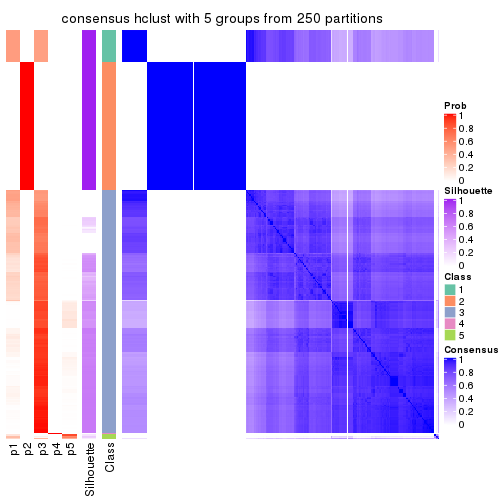 consensus hclust with 5 groups from 250 partitions
Prob
1
0.8
0.6
0.4
0.2
0
Silhouette
1
0.8
0.6
0.4
0.2
0
Class
1
2
3
4
5
Consensus
1
0.8
0.6
0.4
0.2
0
p1
p2
p3
p4
p5
Silhouette
Class